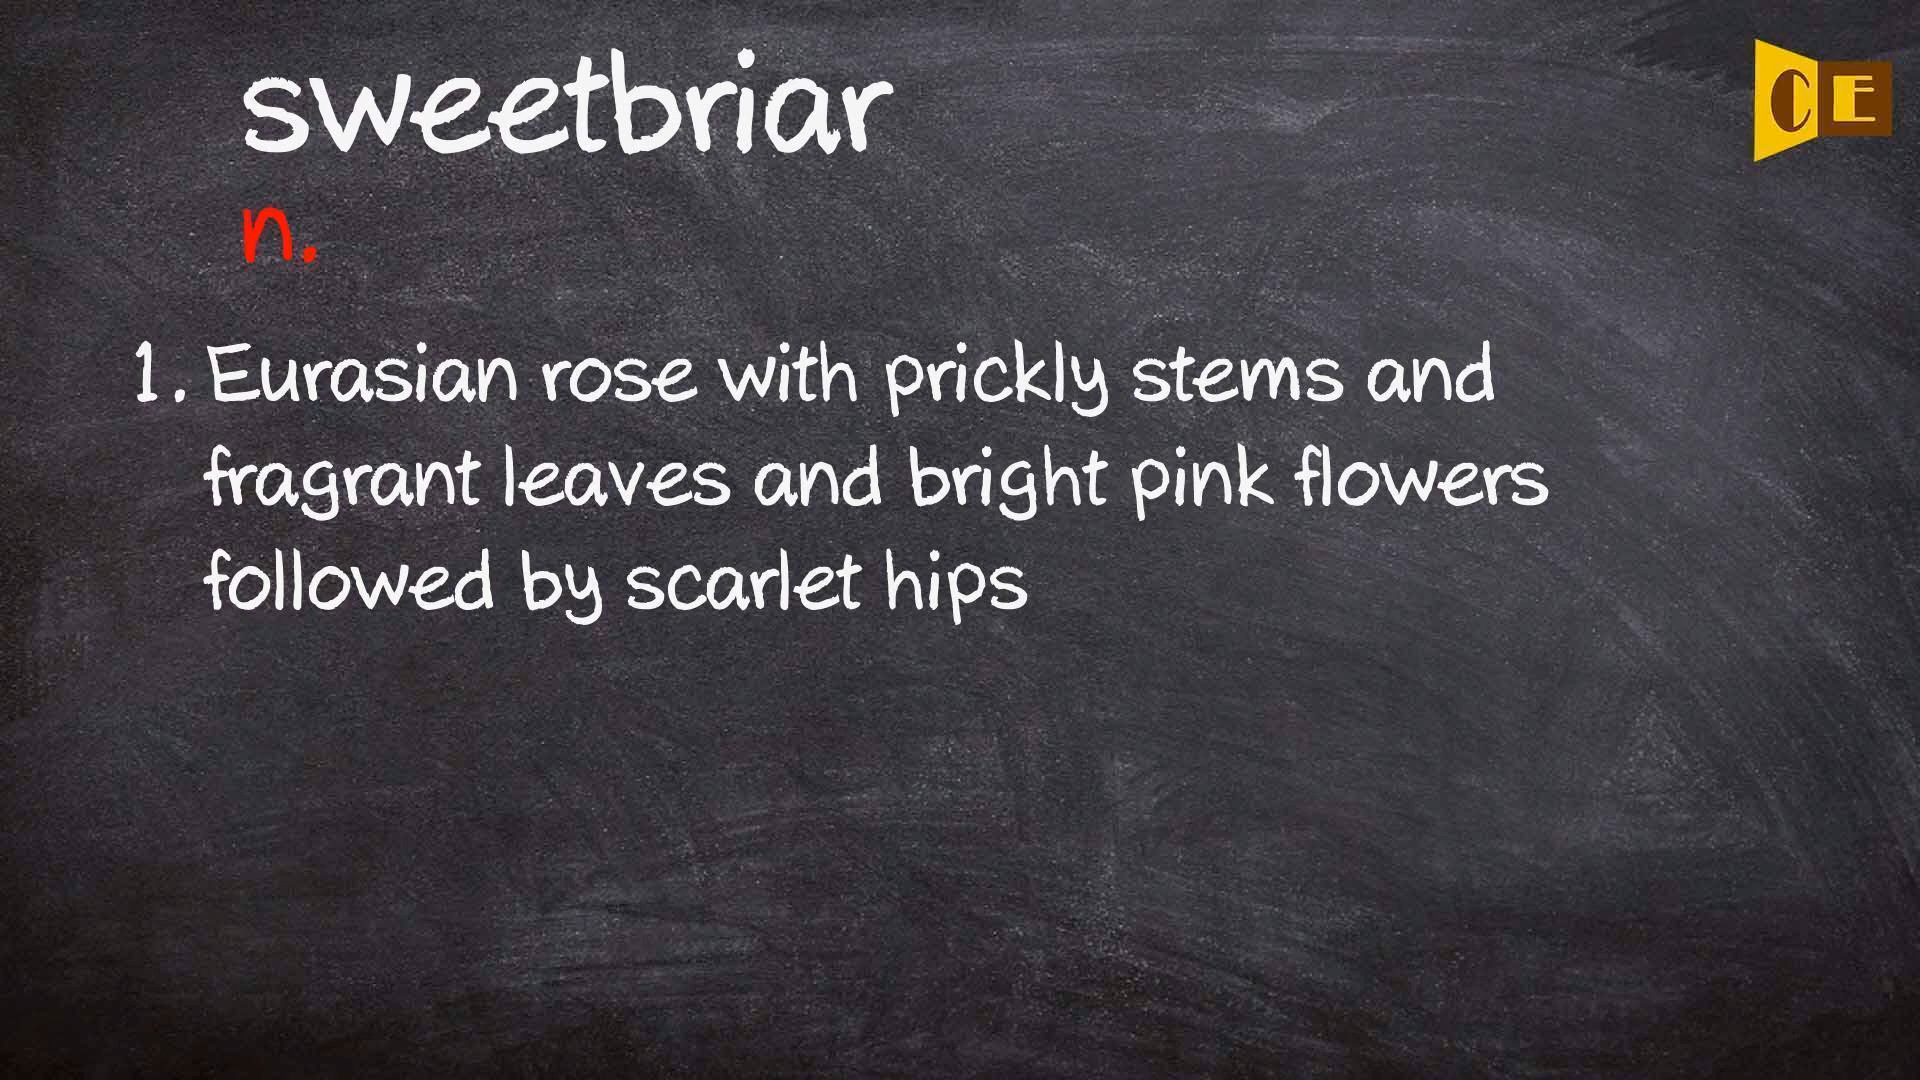 sweetbriar
CE
n.
1. Eurasian rose with prickly stems and
fragrant leaves and bright pink flowers
followed by scarlet hips